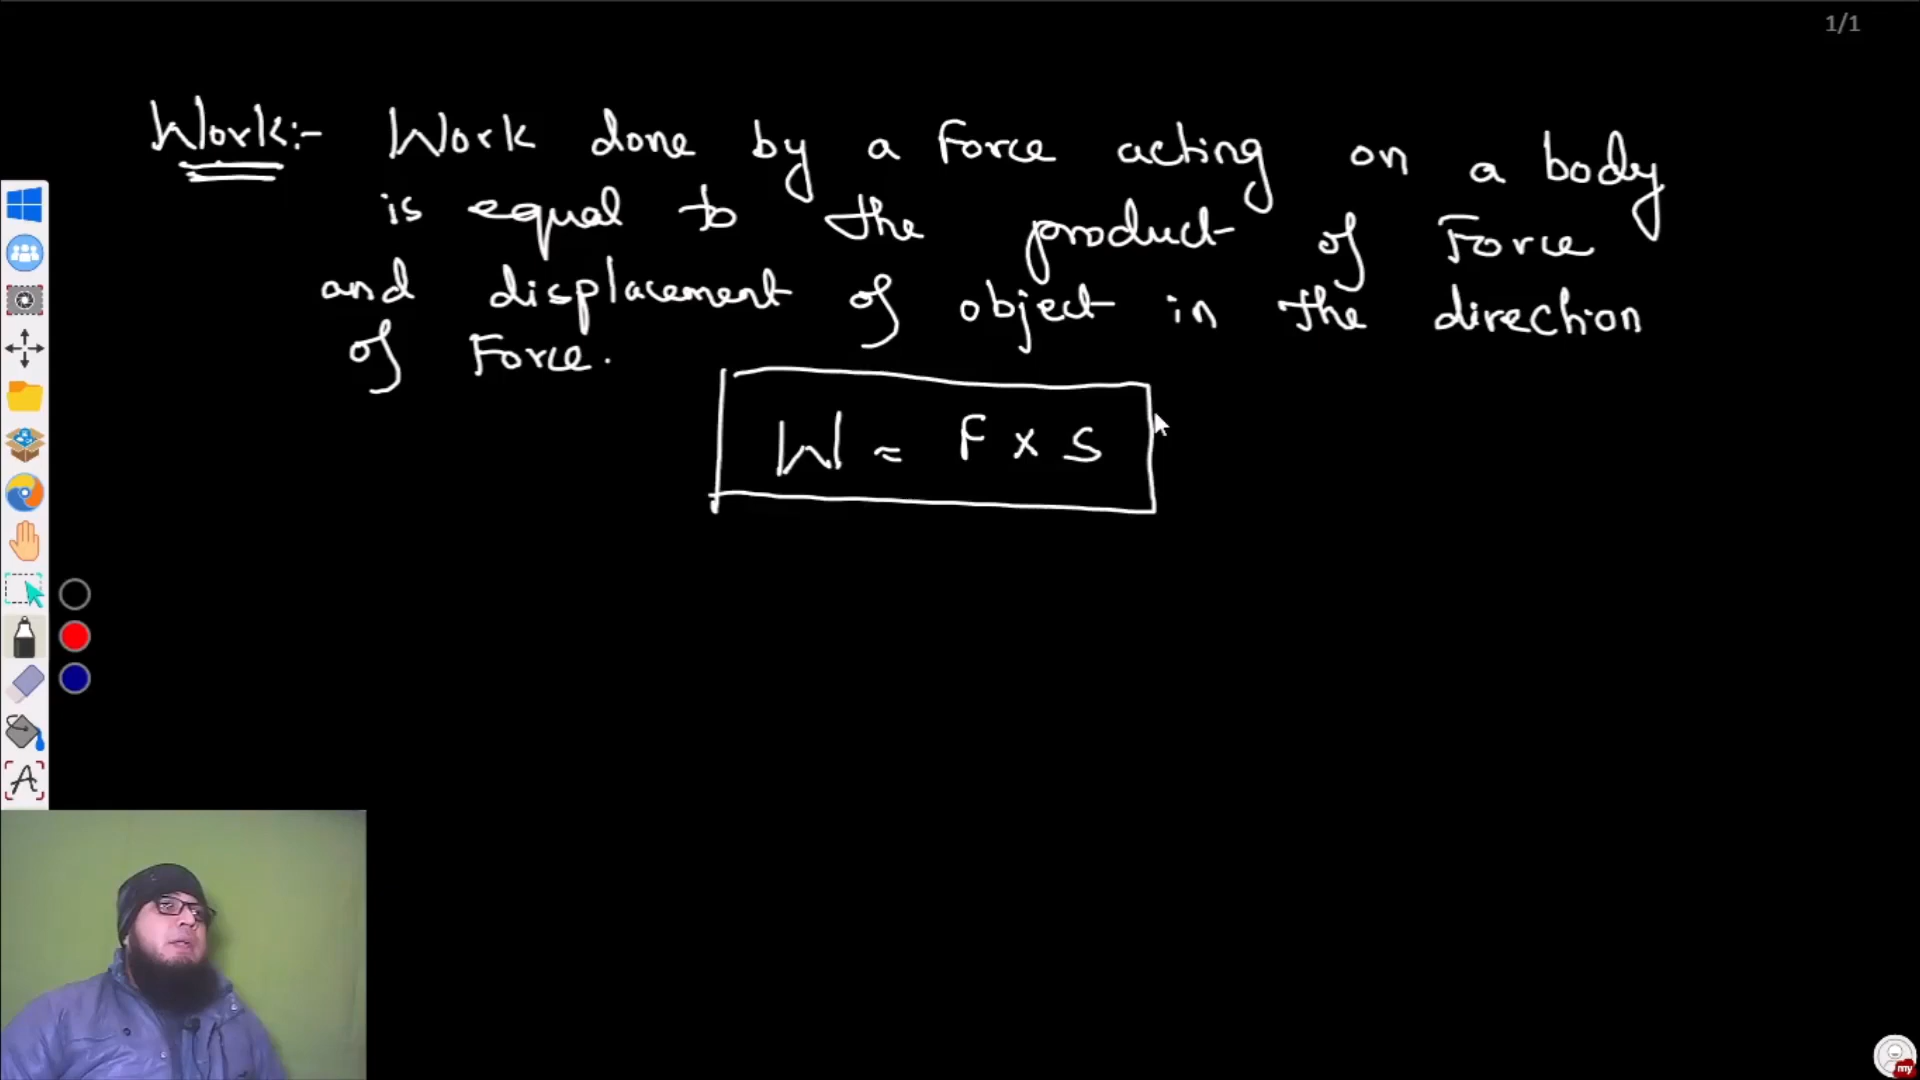 1/1
Work:- Work done by a Force acting on a body
is equal to the product of Force
and displacement of object in the direction
of Force.
W = F x S
A
my